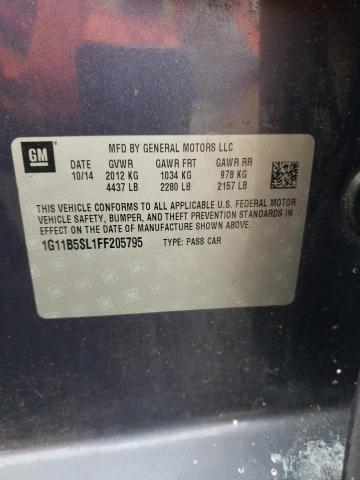 GM
MFD BY GENERAL MOTORS LLC
DATE GVWR GAWR FRT GAWR RR
10/14 2012 KG 1034 KG 978 KG
4437 LB 2280 LB 2157 LB
THIS VEHICLE CONFORMS TO ALL APPLICABLE U.S. FEDERAL MOTOR
VEHICLE SAFETY, BUMPER, AND THEFT PREVENTION STANDARDS IN
EFFECT ON THE DATE OF MANUFACTURE SHOWN ABOVE.
1G11B5SL1FF205795 TYPE: PASS CAR